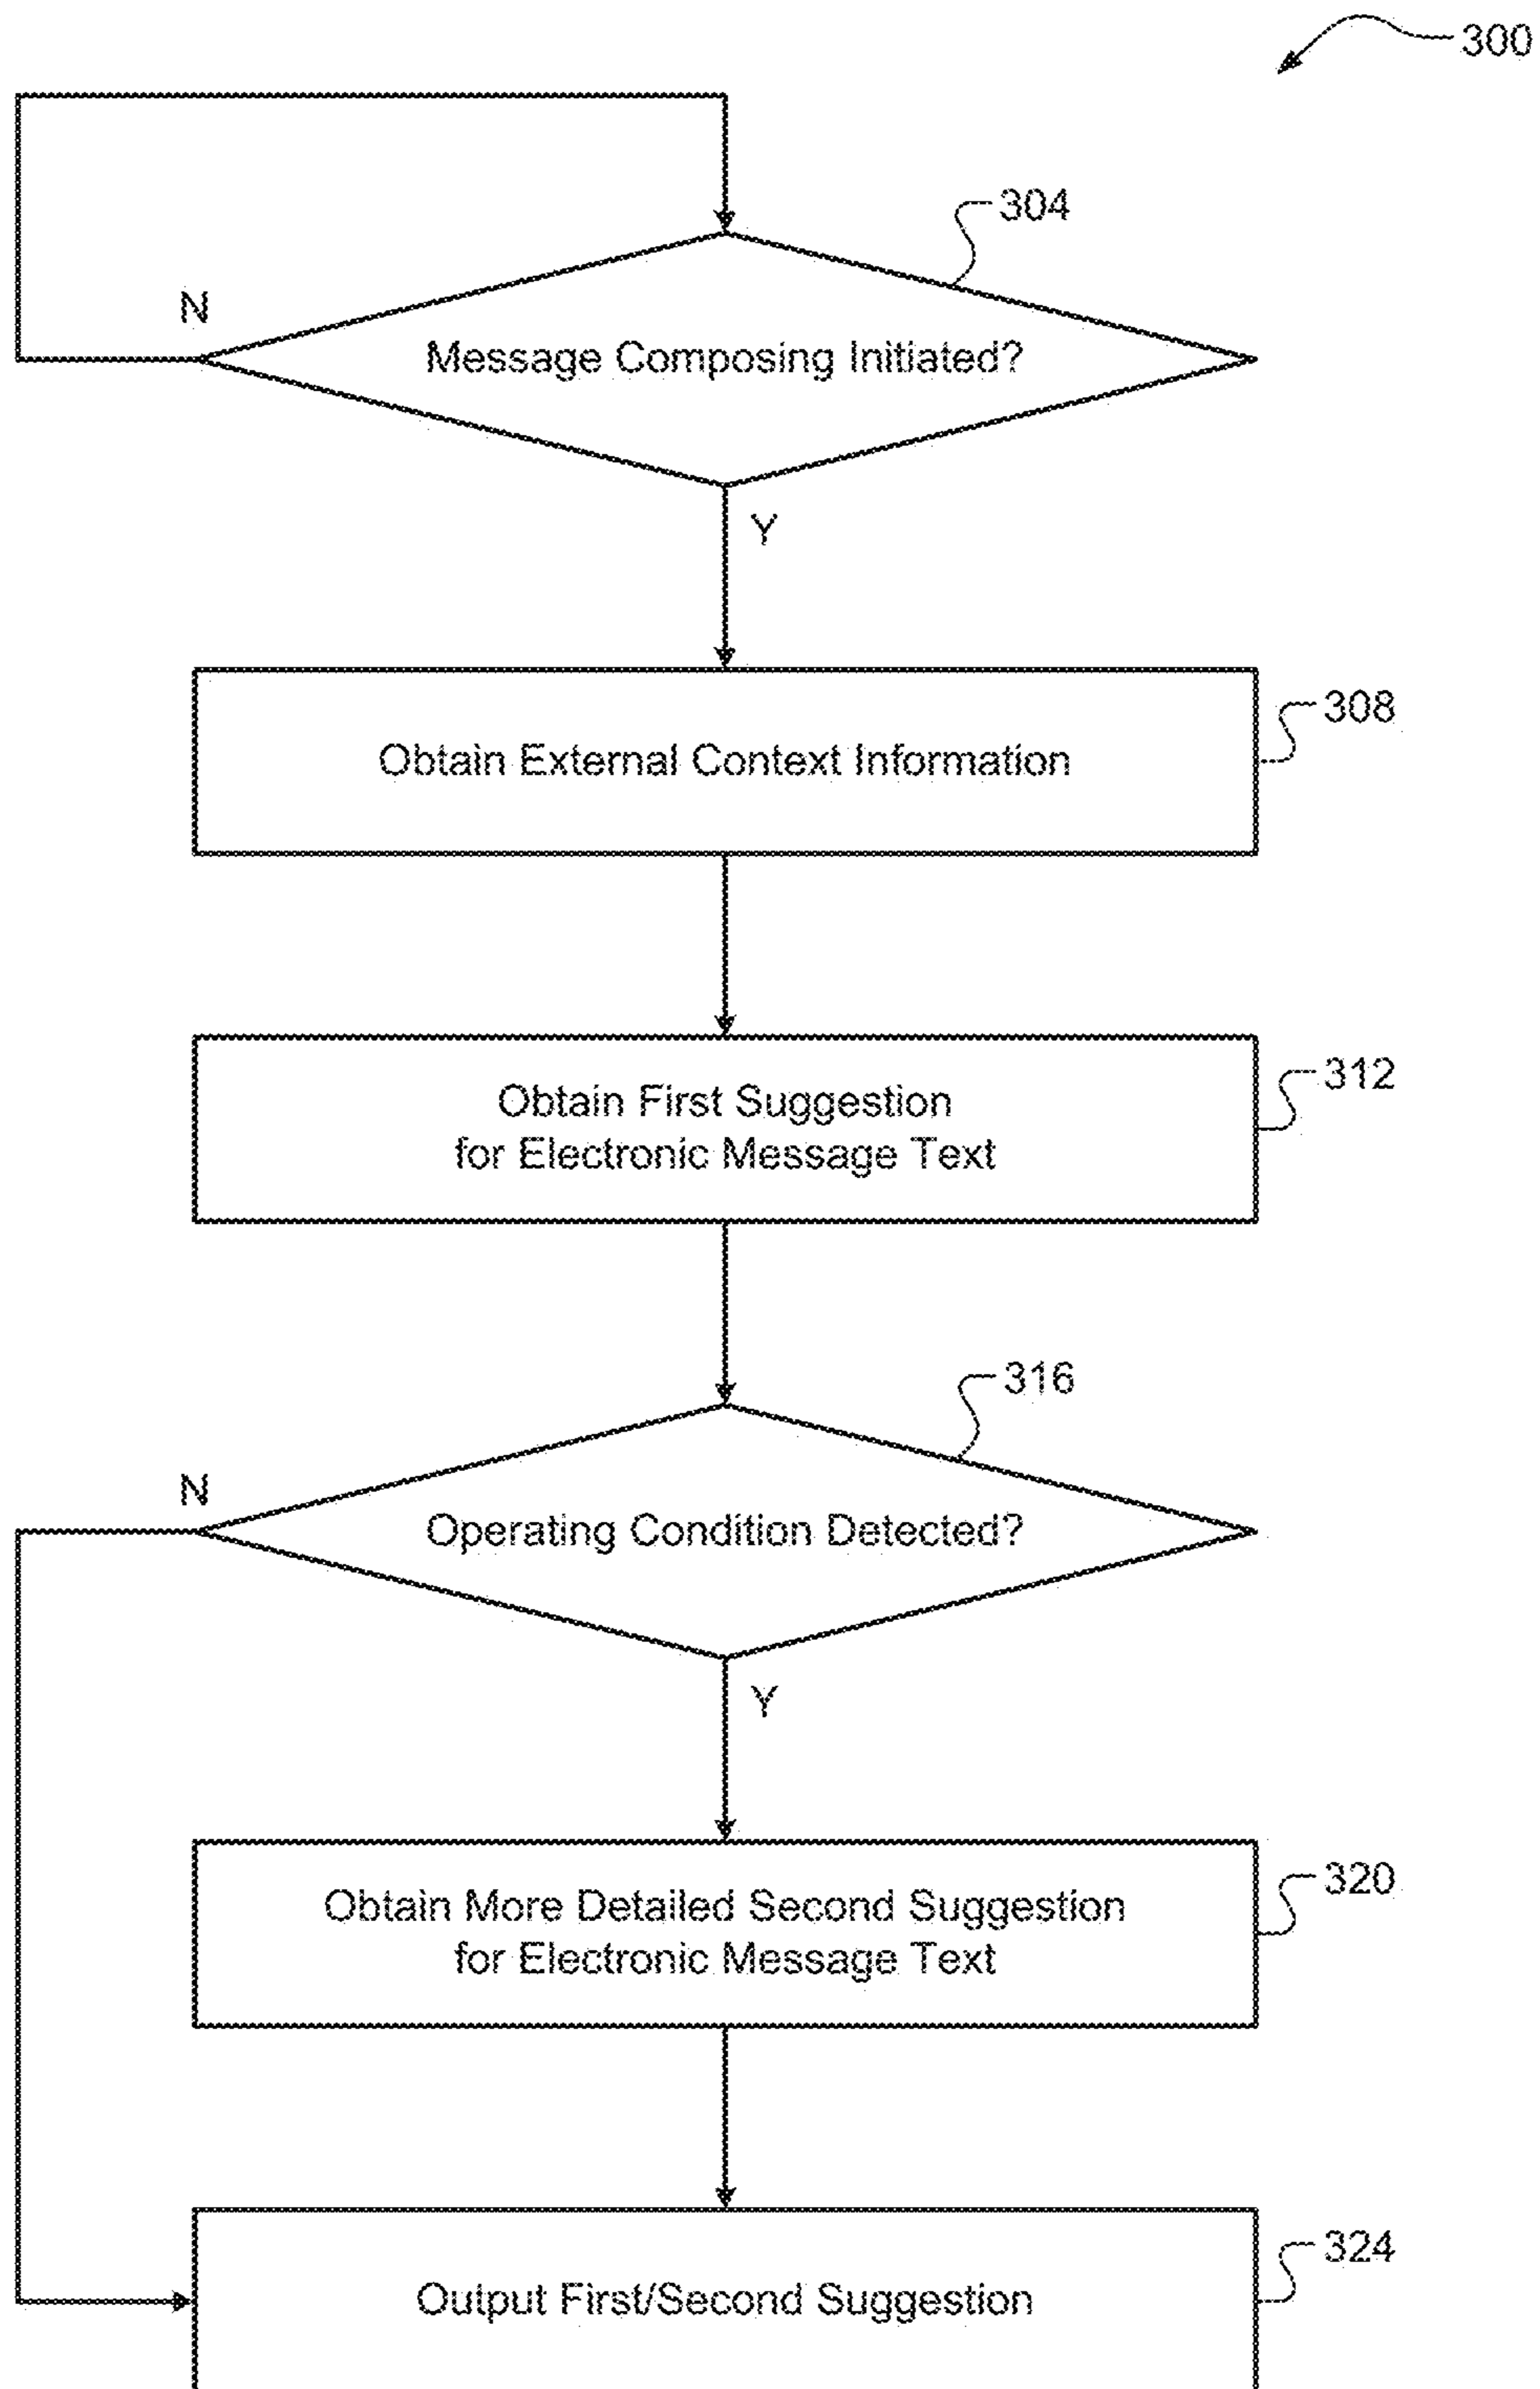 300
304
N
Message Composing Initiated?
Y
308
Obtain External Context Information
312
Obtain First Suggestion
for Electronic Message Text
316
N
Operating Condition Detected?
Y
320
Obtain More Detailed Second Suggestion
for Electronic Message Text
324
Output First/Second Suggestion